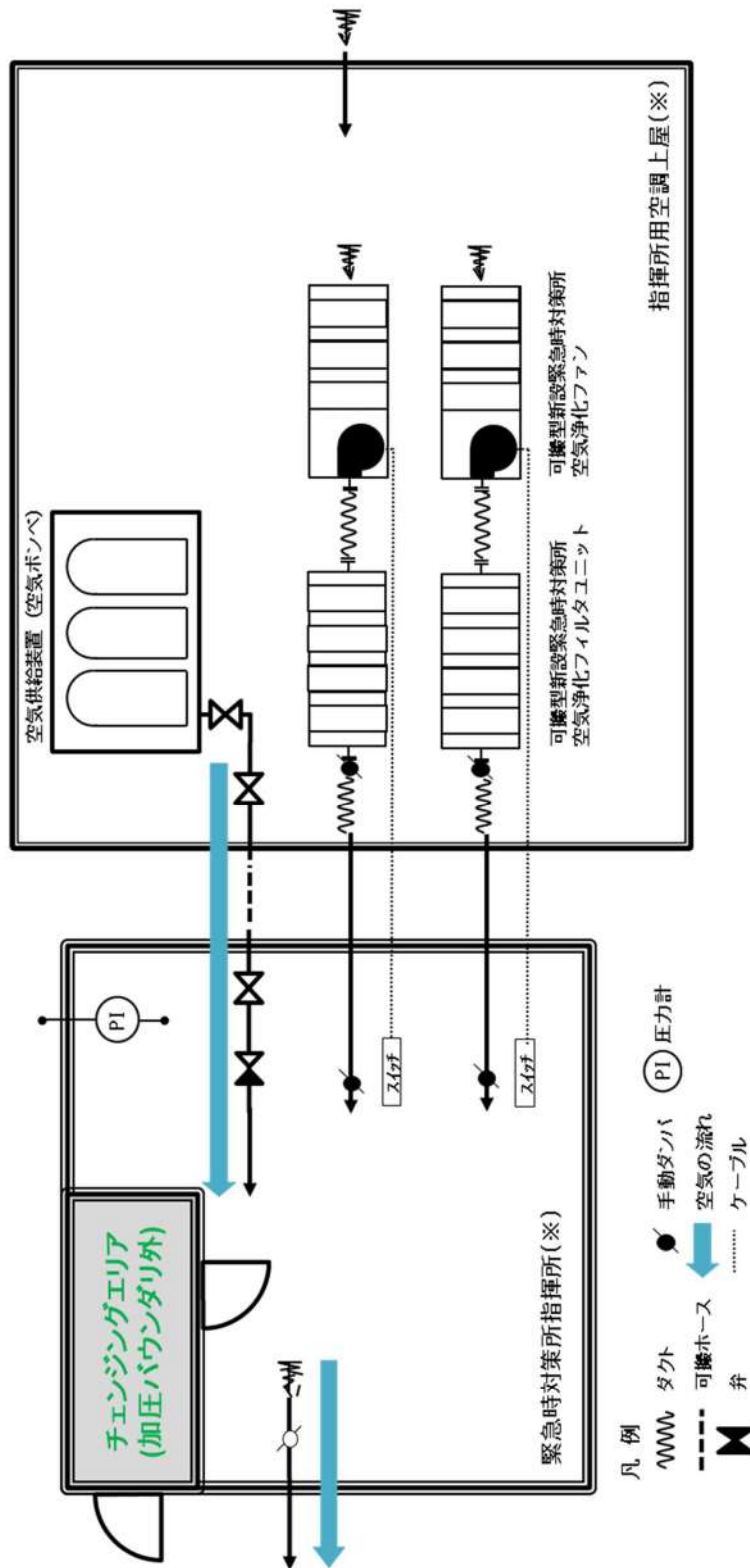 チェンジングエリア
(加圧バウンダリ外)
PI
緊急時対策所指揮所(※)
スイッチ
スイッチ
空気供給装置 (空気ボンベ)
可搬型新設緊急時対策所
空気浄化フィルタユニット
可搬型新設緊急時対策所
空気浄化ファン
指揮所用空調上屋(※)
凡 例
ダクト
手動ダンパ
PI
圧力計
可搬ホース
空気の流れ
弁
ケーブル